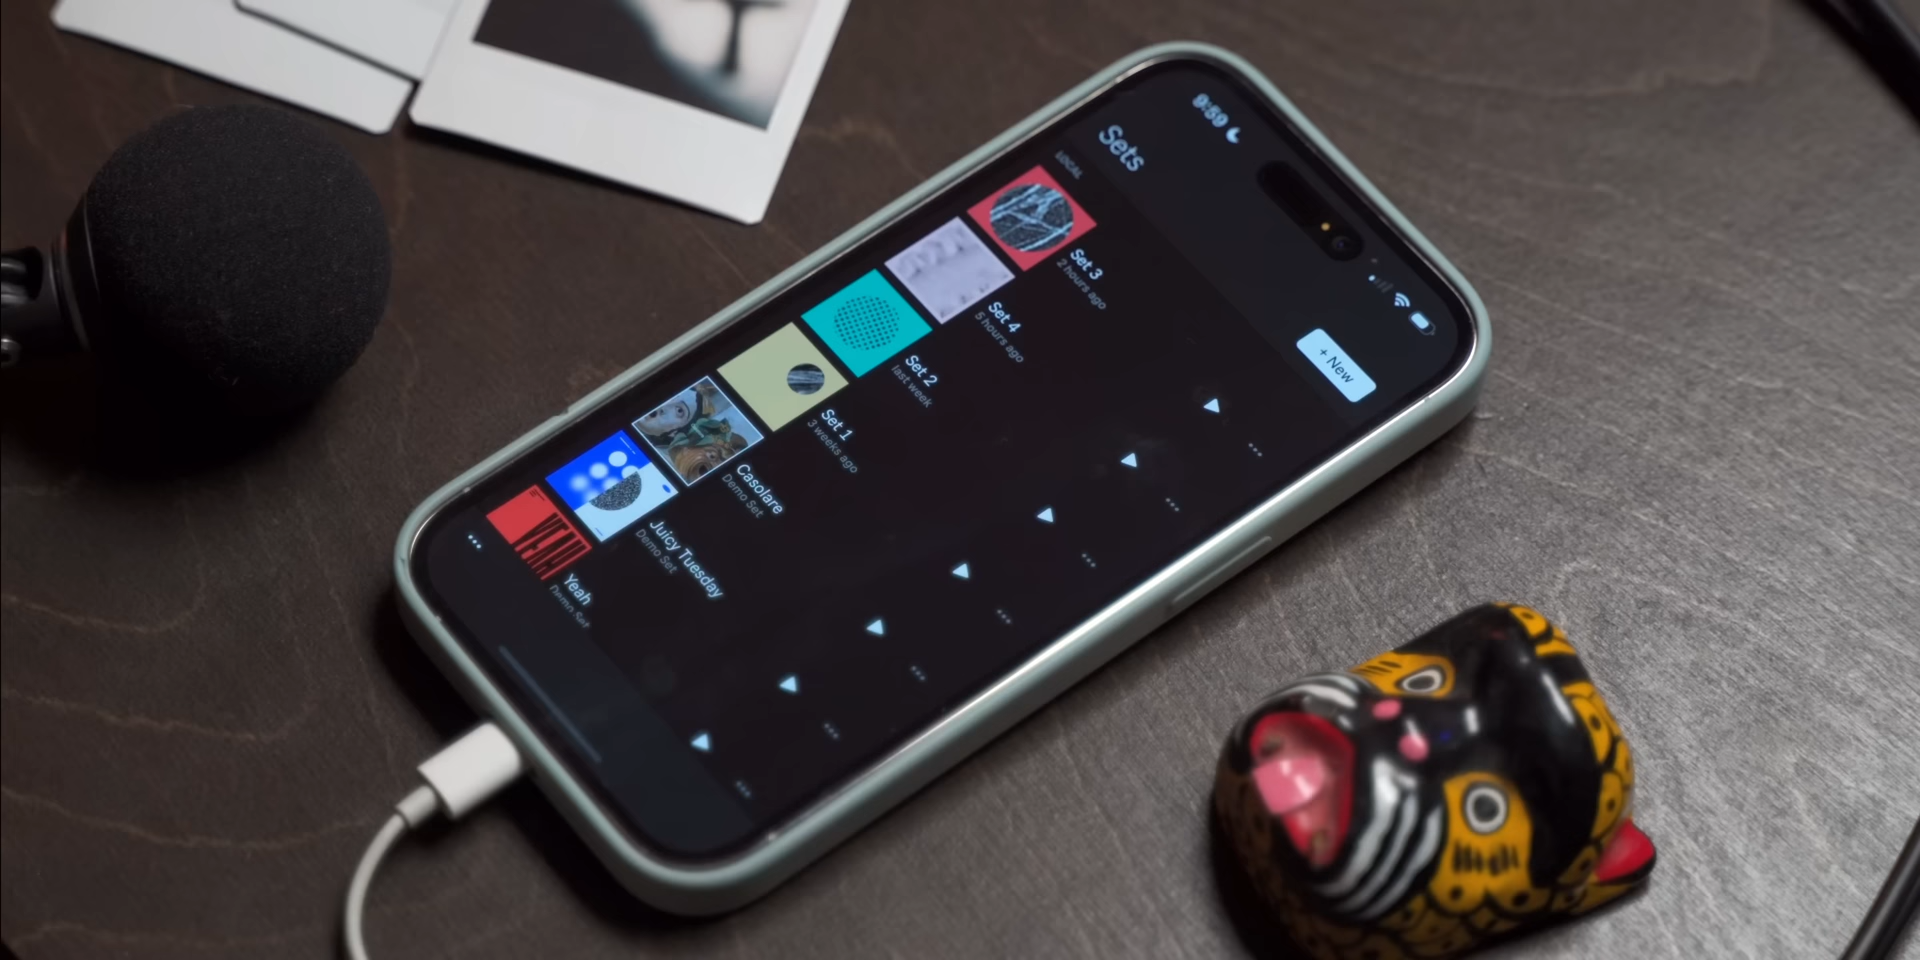 9:59
Sets
+ New
LOCAL
Set 3
2 hours ago
Set 4
5 hours ago
Set 2
last week
Set 1
3 weeks ago
Casolare
Demo Set
Juicy Tuesday
Demo Set
YEAH
Yeah
Demo Set